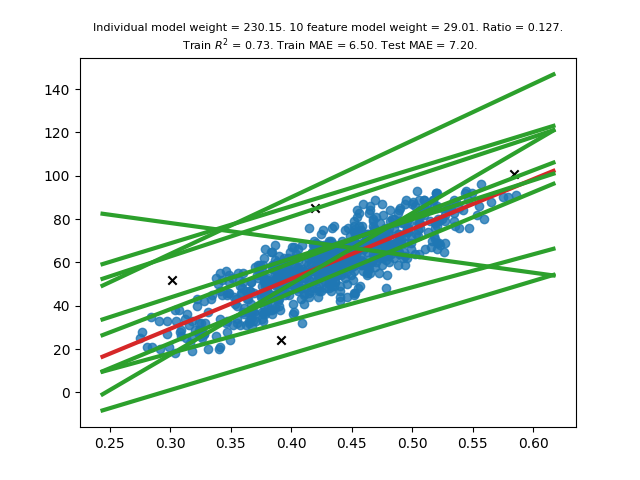 Individual model weight = 230.15. 10 feature model weight = 29.01. Ratio = 0.127.
Train R² = 0.73. Train MAE = 6.50. Test MAE = 7.20.
140
120
100
80
60
40
20
0
0.25 0.30 0.35 0.40 0.45 0.50 0.55 0.60